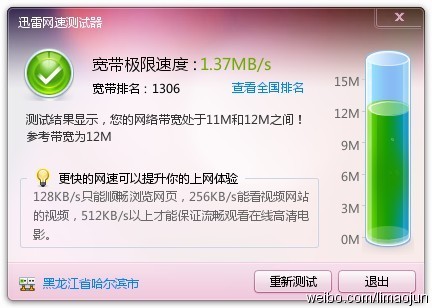 迅雷网速测试器
宽带极限速度：1.37MB/s
宽带排名：1306 查看全国排名
测试结果显示，您的网络带宽处于11M和12M之间！
参考带宽为12M
15M
12M
9M
6M
3M
0M
更快的网速可以提升你的上网体验
128KB/s只能顺畅浏览网页，256KB/s能看视频网站
的视频，512KB/s以上才能保证流畅观看在线高清电
影。
黑龙江省哈尔滨市
重新测试 退出
weibo.com/limaojun